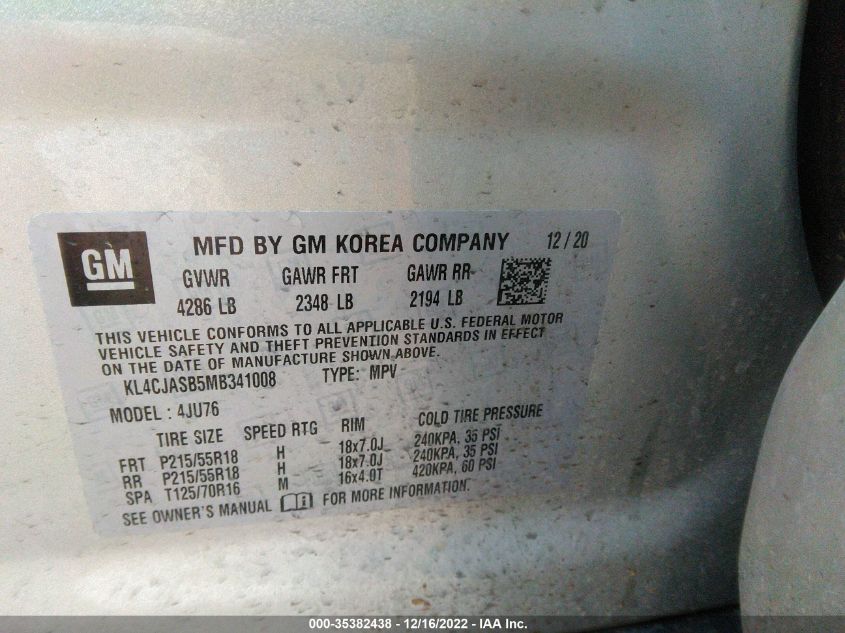 GM
MFD BY GM KOREA COMPANY 12/20
GVWR GAWR FRT GAWR RR
4286 LB 2348 LB 2194 LB
THIS VEHICLE CONFORMS TO ALL APPLICABLE U.S. FEDERAL MOTOR
VEHICLE SAFETY AND THEFT PREVENTION STANDARDS IN EFFECT
ON THE DATE OF MANUFACTURE SHOWN ABOVE.
KL4CJASB5MB341008 TYPE: MPV
MODEL: 4JU76
TIRE SIZE SPEED RTG RIM COLD TIRE PRESSURE
FRT P215/55R18 H 18x7.0J 240KPA, 35 PSI
RR P215/55R18 H 18x7.0J 240KPA, 35 PSI
SPA T125/70R16 M 16x4.0T 420KPA, 60 PSI
SEE OWNER'S MANUAL FOR MORE INFORMATION.
000-35382438 - 12/16/2022 - IAA Inc.